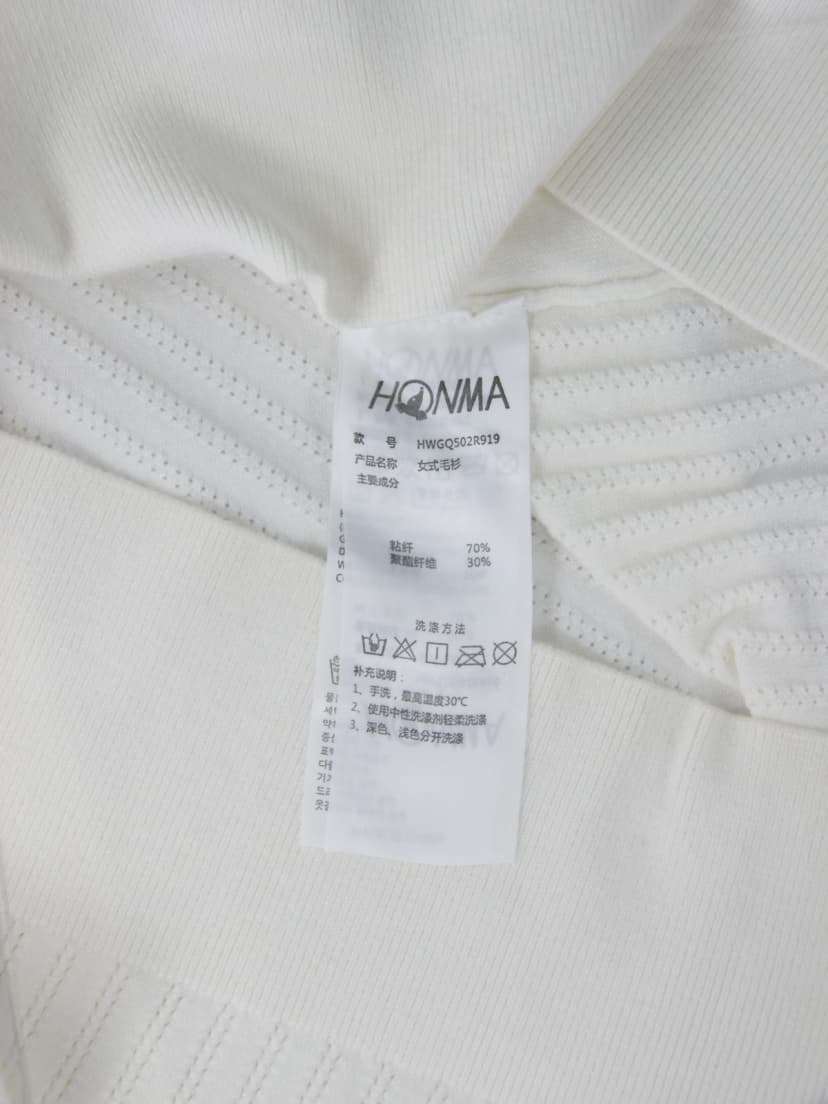 HONMA
款 号 HWGQ502R919
产品名称 女式毛衫
主要成分
粘纤 70%
聚酯纤维 30%
洗涤方法
补充说明：
1、手洗，最高温度30℃
2、使用中性洗涤剂轻柔洗涤
3、深色、浅色分开洗涤